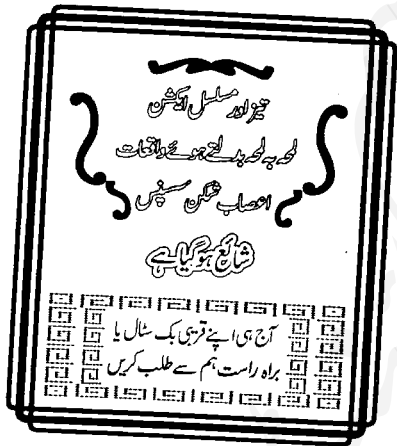 تیز اور مسلسل ایکشن
لمحہ بہ لمحہ بدلتے ہوئے واقعات
اعصاب شکن سسپنس
شائع ہو گیا ہے
آج ہی اپنے قریبی بک سٹال یا
براہ راست ہم سے طلب کریں